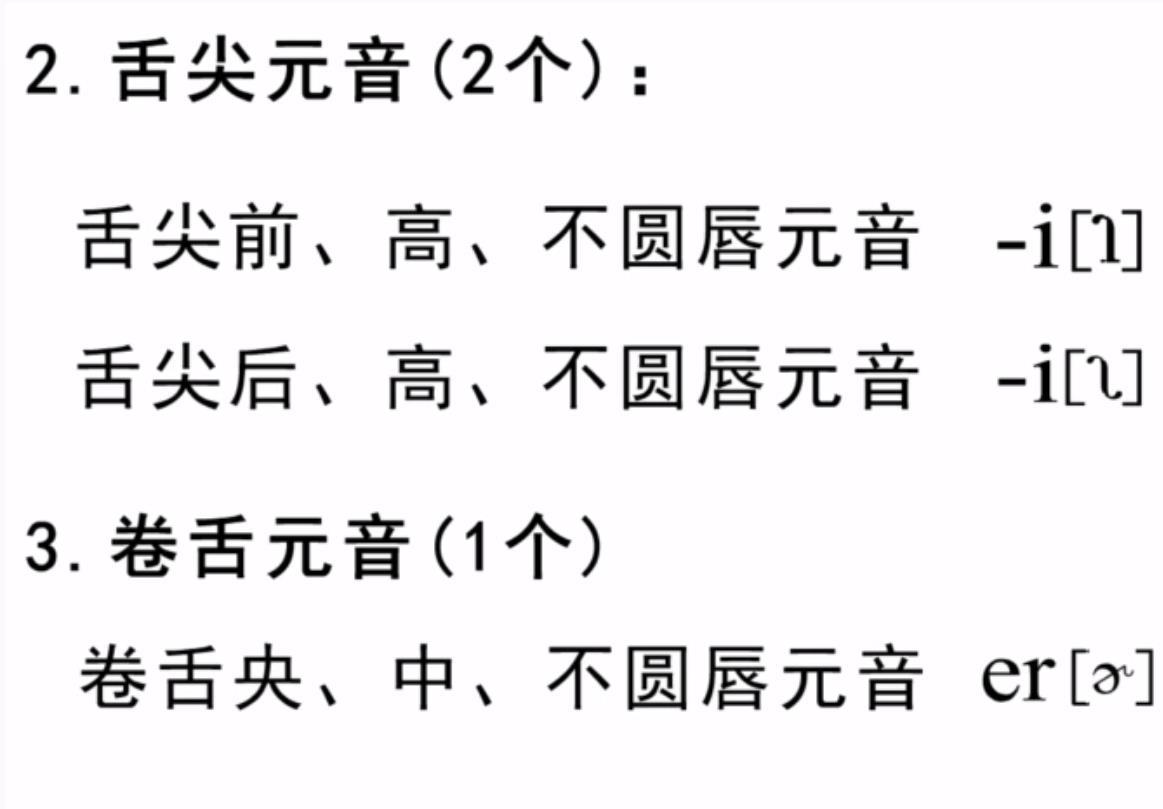 2. 舌尖元音(2个)：
舌尖前、高、不圆唇元音 -i[ɿ]
舌尖后、高、不圆唇元音 -i[ʅ]
3. 卷舌元音(1个)
卷舌央、中、不圆唇元音 er[ɚ]